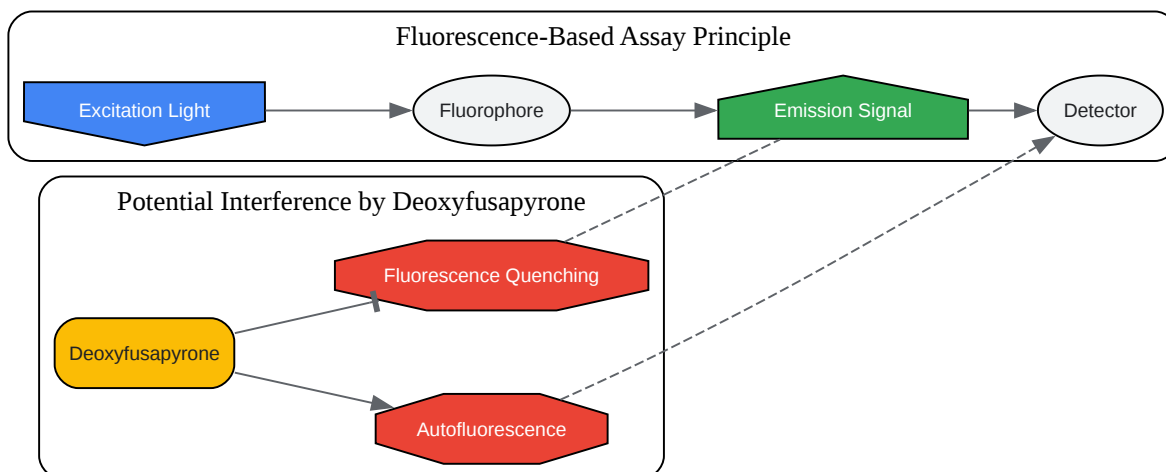 Fluorescence-Based Assay Principle
Excitation Light
Fluorophore
Emission Signal
Detector
Potential Interference by Deoxyfusapyrone
Fluorescence Quenching
Deoxyfusapyrone
Autofluorescence